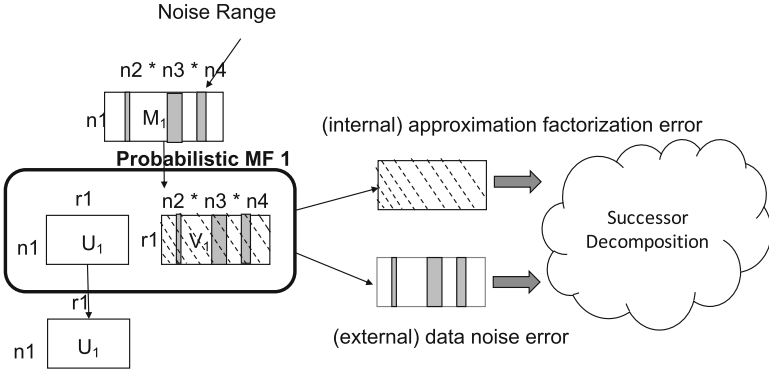 Noise Range
n2 * n3 * n4
n1
M1
(internal) approximation factorization error
Probabilistic MF 1
r1
n2 * n3 * n4
n1
U1
r1
V1
Successor
Decomposition
r1
(external) data noise error
n1
U1